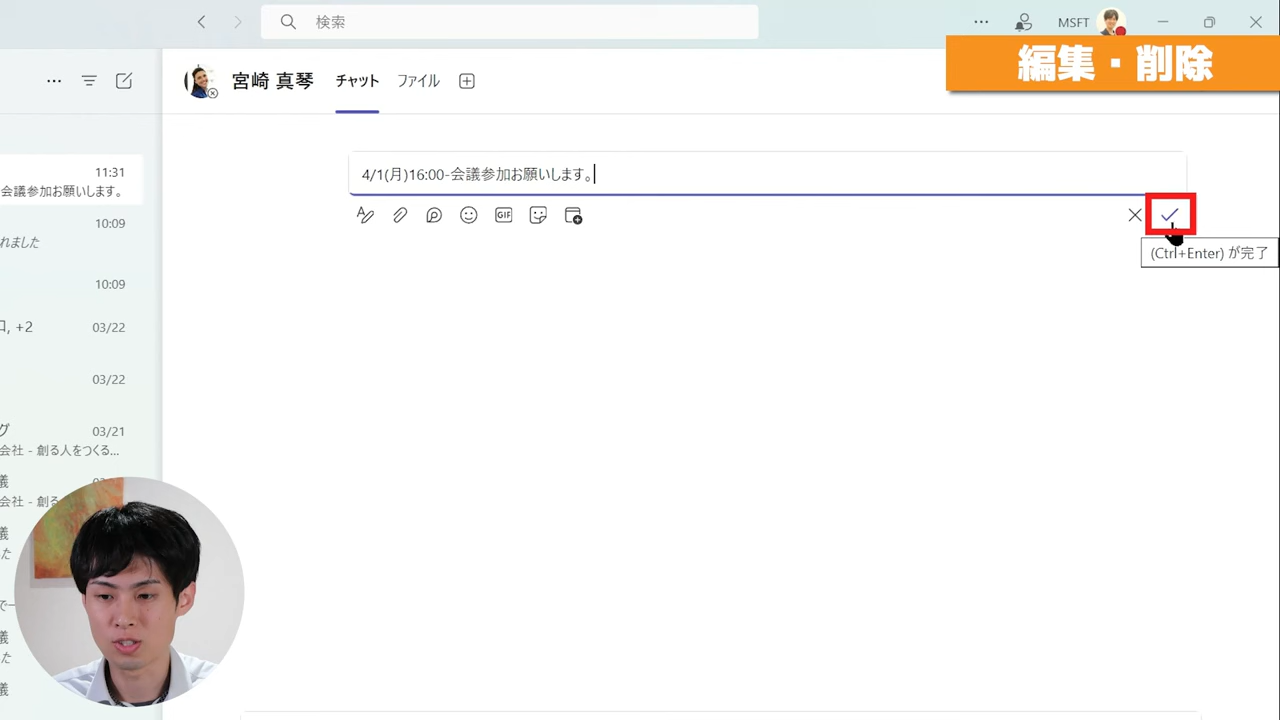 検索
MSFT
編集・削除
宮崎 真琴
チャット
ファイル
11:31
会議参加お願いします。
10:09
れました
10:09
, +2
03/22
03/22
グ
03/21
会社 - 創る人をつくる...
議
会社 - 創る
議
た
で一
議
た
議
4/1(月)16:00-会議参加お願いします。
GIF
(Ctrl+Enter) が完了